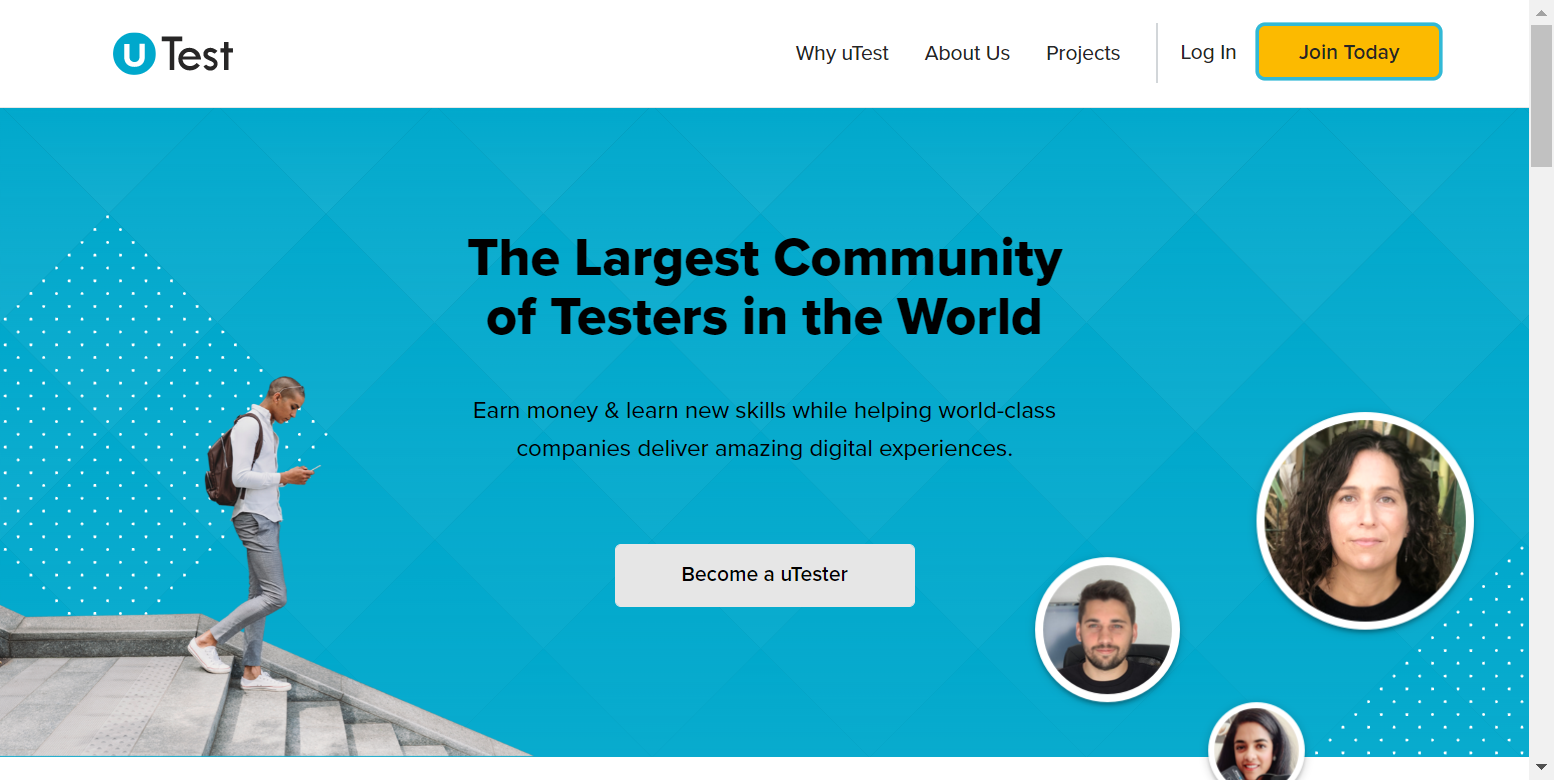 uTest
Why uTest
About Us
Projects
Log In
Join Today
The Largest Community
of Testers in the World
Earn money & learn new skills while helping world-class
companies deliver amazing digital experiences.
Become a uTester